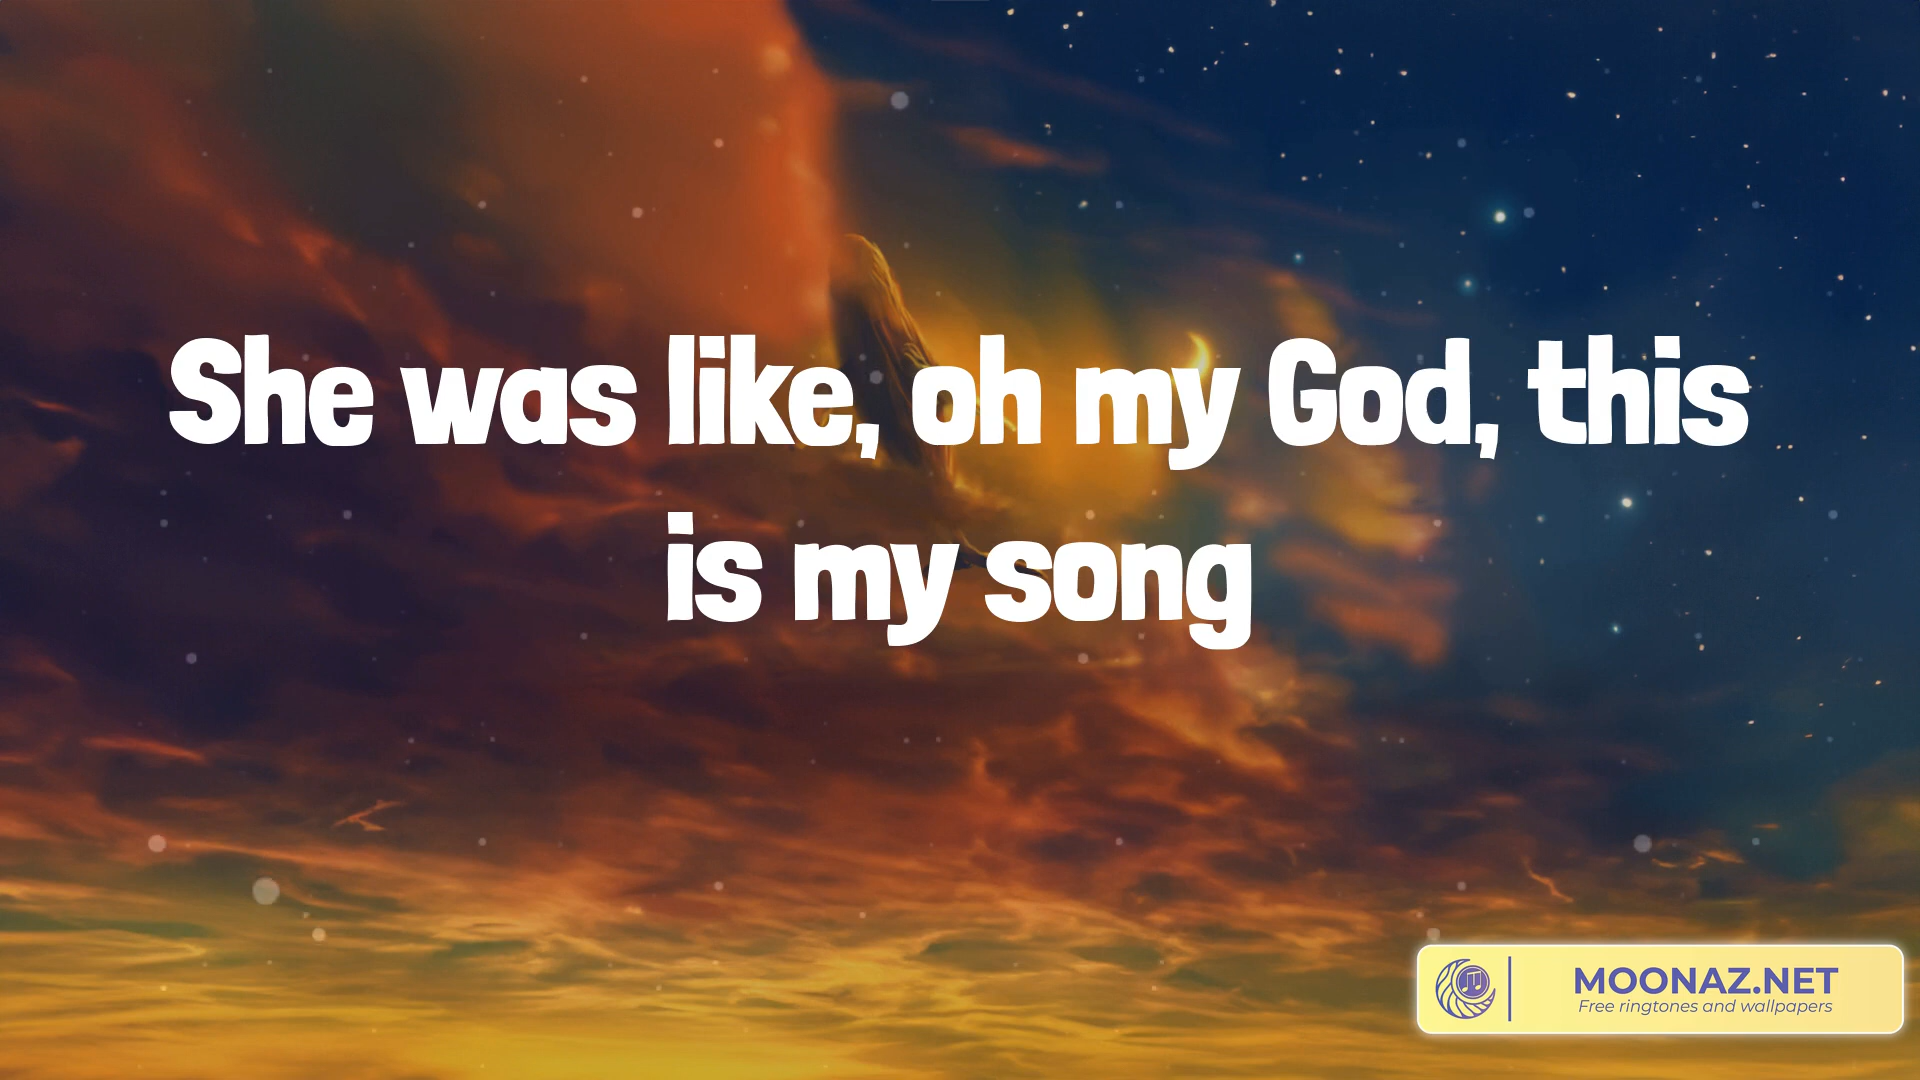 She was like, oh my God, this
is my song
MOONAZ.NET
Free ringtones and wallpapers